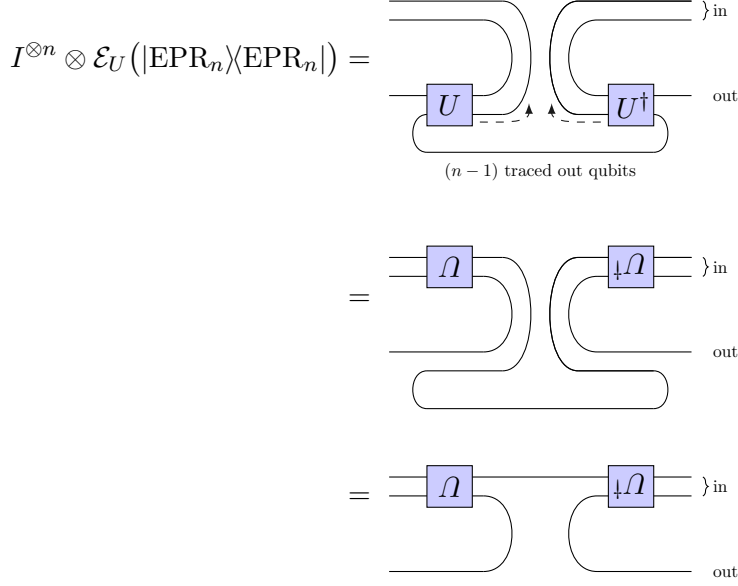 I^{⊗n} ⊗ ℰ_U(|EPR_n⟩⟨EPR_n|) =
in
U U†
out
(n − 1) traced out qubits
U U†
in
=
out
U U†
in
=
out